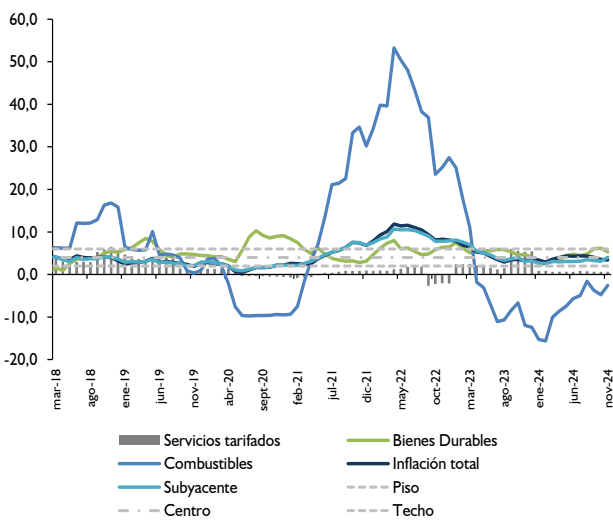 60,0
50,0
40,0
30,0
20,0
10,0
0,0
-10,0
-20,0
mar-18
ago-18
ene-19
jun-19
nov-19
abr-20
sept-20
feb-21
jul-21
dic-21
may-22
oct-22
mar-23
ago-23
ene-24
jun-24
nov-24
Servicios tarifados
Bienes Durables
Combustibles
Inflación total
Subyacente
Piso
Centro
Techo